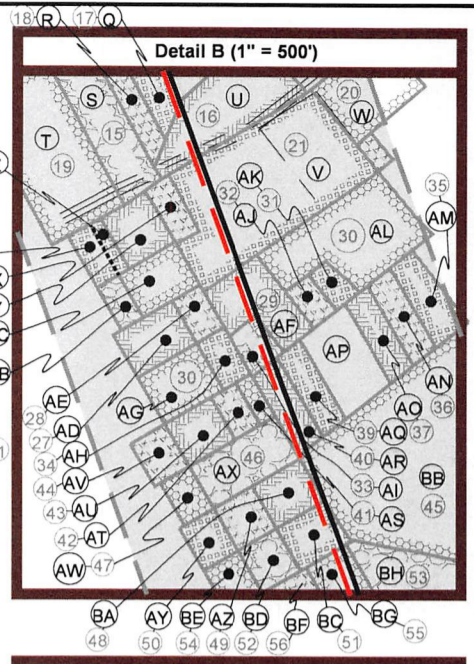 18 R 17 Q
Detail B (1" = 500')
S U 20
15 16 W
T 21
19 V
AK
32 31 35
AJ AM
30 AL
29
AF
AP
30
AE
28 AG AO AN
AD 36
27 39 AQ 37
AH 40 AR
34 BB
AV AX 46 33 AI 45
44
AU 41 AS
43
AT
42
AW 47
BH 53
BA AY BE AZ BD BF BC BG
48 50 54 49 52 56 51 55